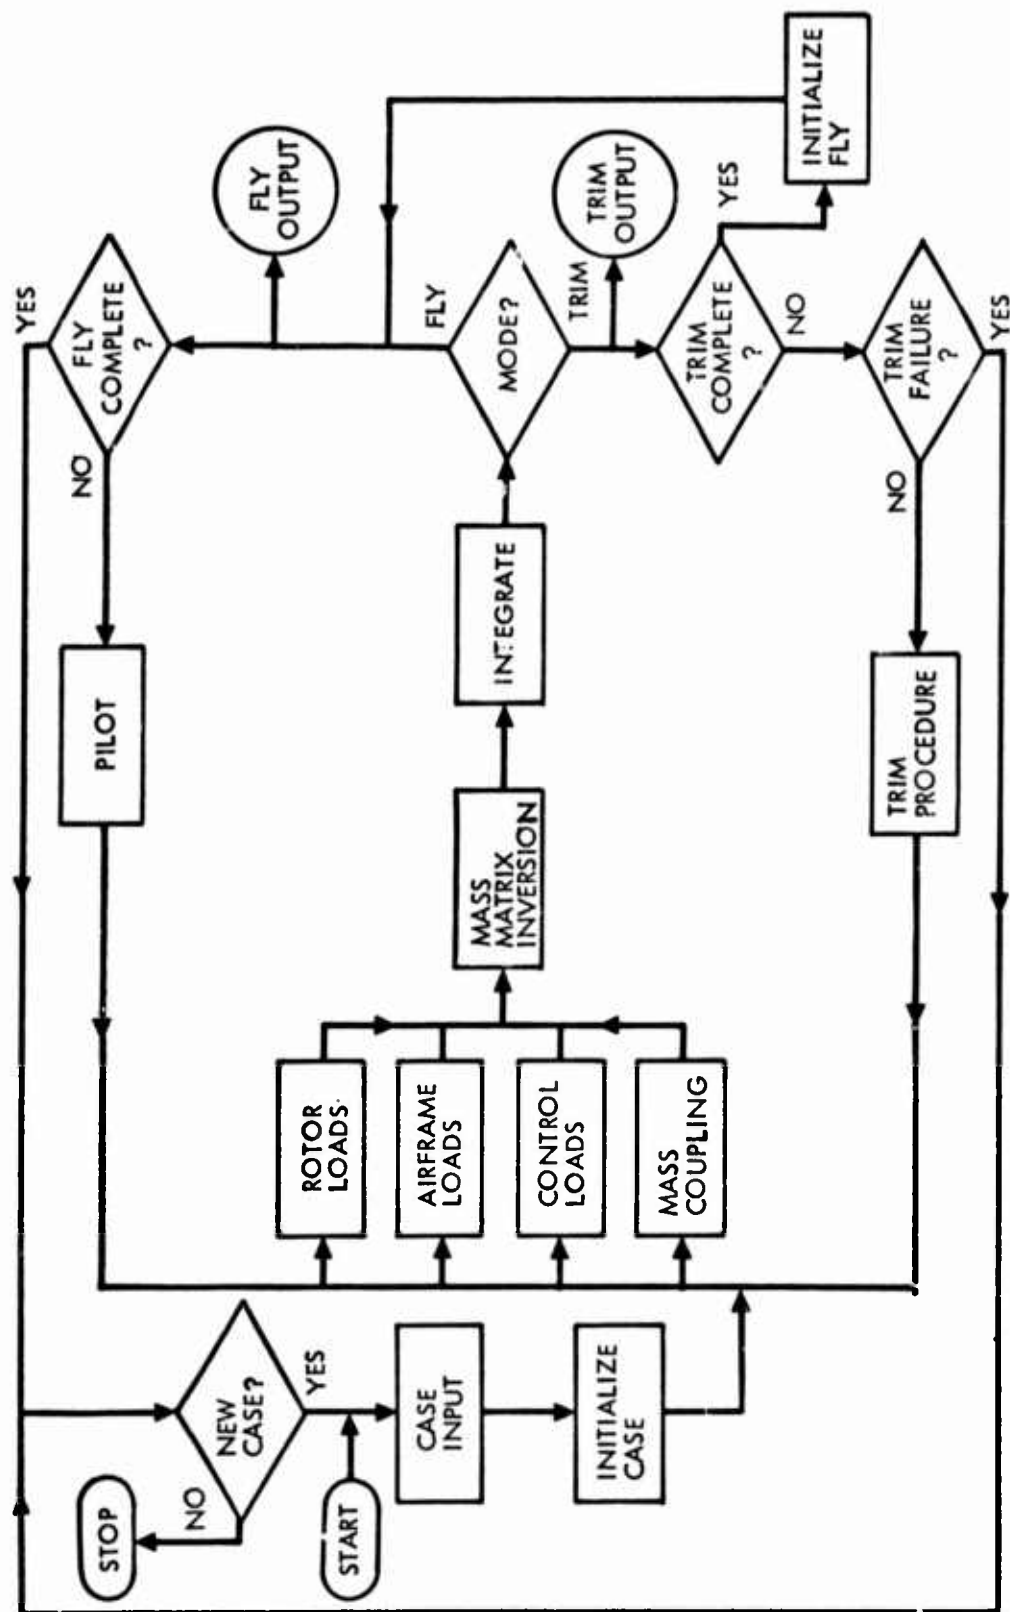 STOP
NO
NEW
CASE?
YES
START
CASE
INPUT
INITIALIZE
CASE
ROTOR
LOADS
AIRFRAME
LOADS
CONTROL
LOADS
MASS
COUPLING
MASS
MATRIX
INVERSION
INTEGRATE
MODE?
FLY
TRIM
PILOT
NO
FLY
COMPLETE
?
YES
FLY
OUTPUT
TRIM
OUTPUT
TRIM
COMPLETE
?
YES
NO
INITIALIZE
FLY
TRIM
FAILURE
?
NO
YES
TRIM
PROCEDURE